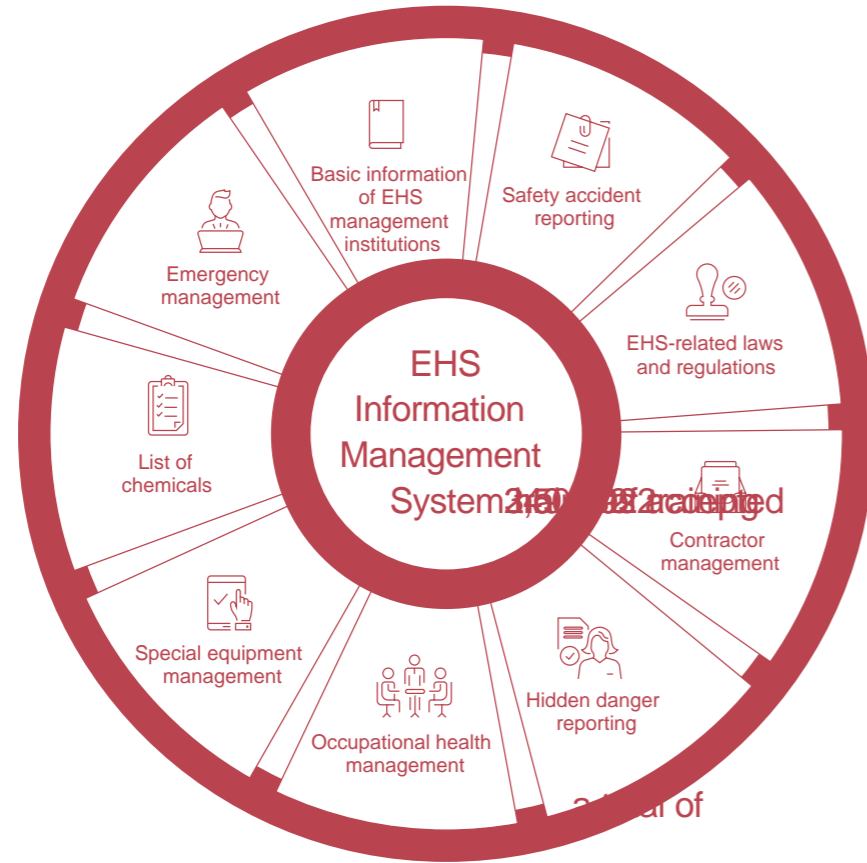 Basic information
of EHS
management
institutions
Safety accident
reporting
EHS-related laws
and regulations
Contractor
management
Hidden danger
reporting
Occupational health
management
Special equipment
management
List of
chemicals
Emergency
management
EHS
Information
Management
System
of